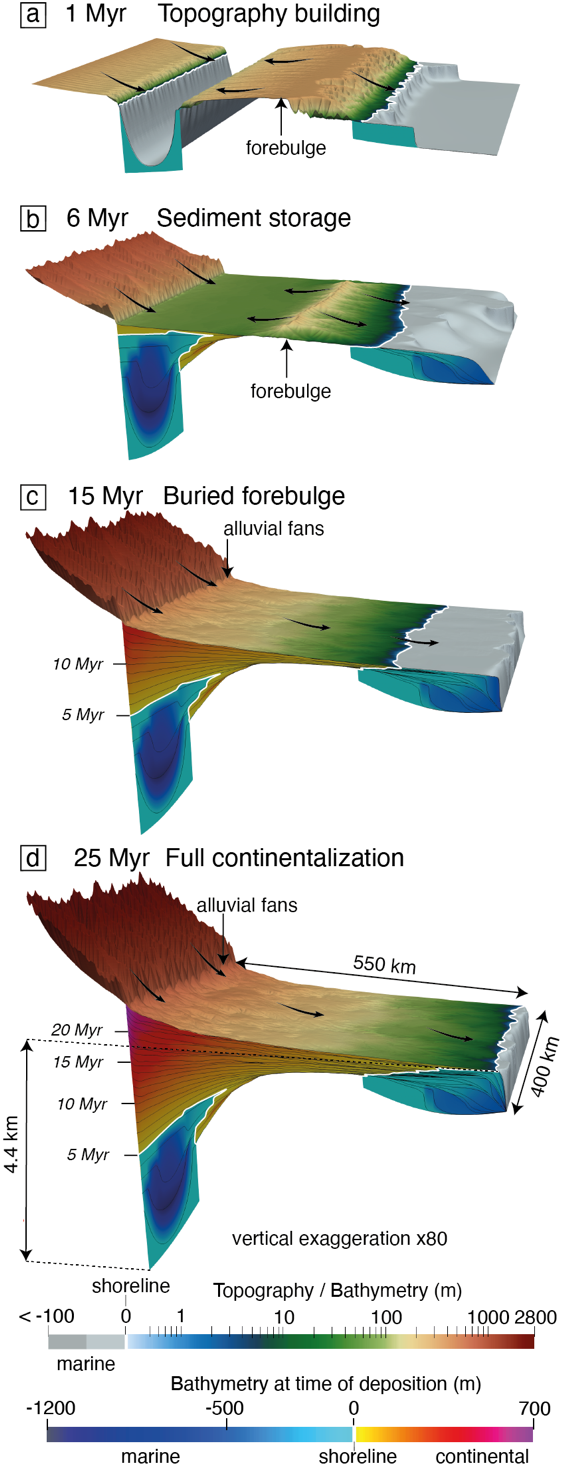 a 1 Myr Topography building
forebulge
b 6 Myr Sediment storage
forebulge
c 15 Myr Buried forebulge
alluvial fans
10 Myr
5 Myr
d 25 Myr Full continentalization
alluvial fans
550 km
400 km
20 Myr
15 Myr
10 Myr
5 Myr
4.4 km
vertical exaggeration x80
shoreline
Topography / Bathymetry (m)
< -100 0 1 10 100 1000 2800
marine
Bathymetry at time of deposition (m)
-1200 -500 0 700
marine shoreline continental